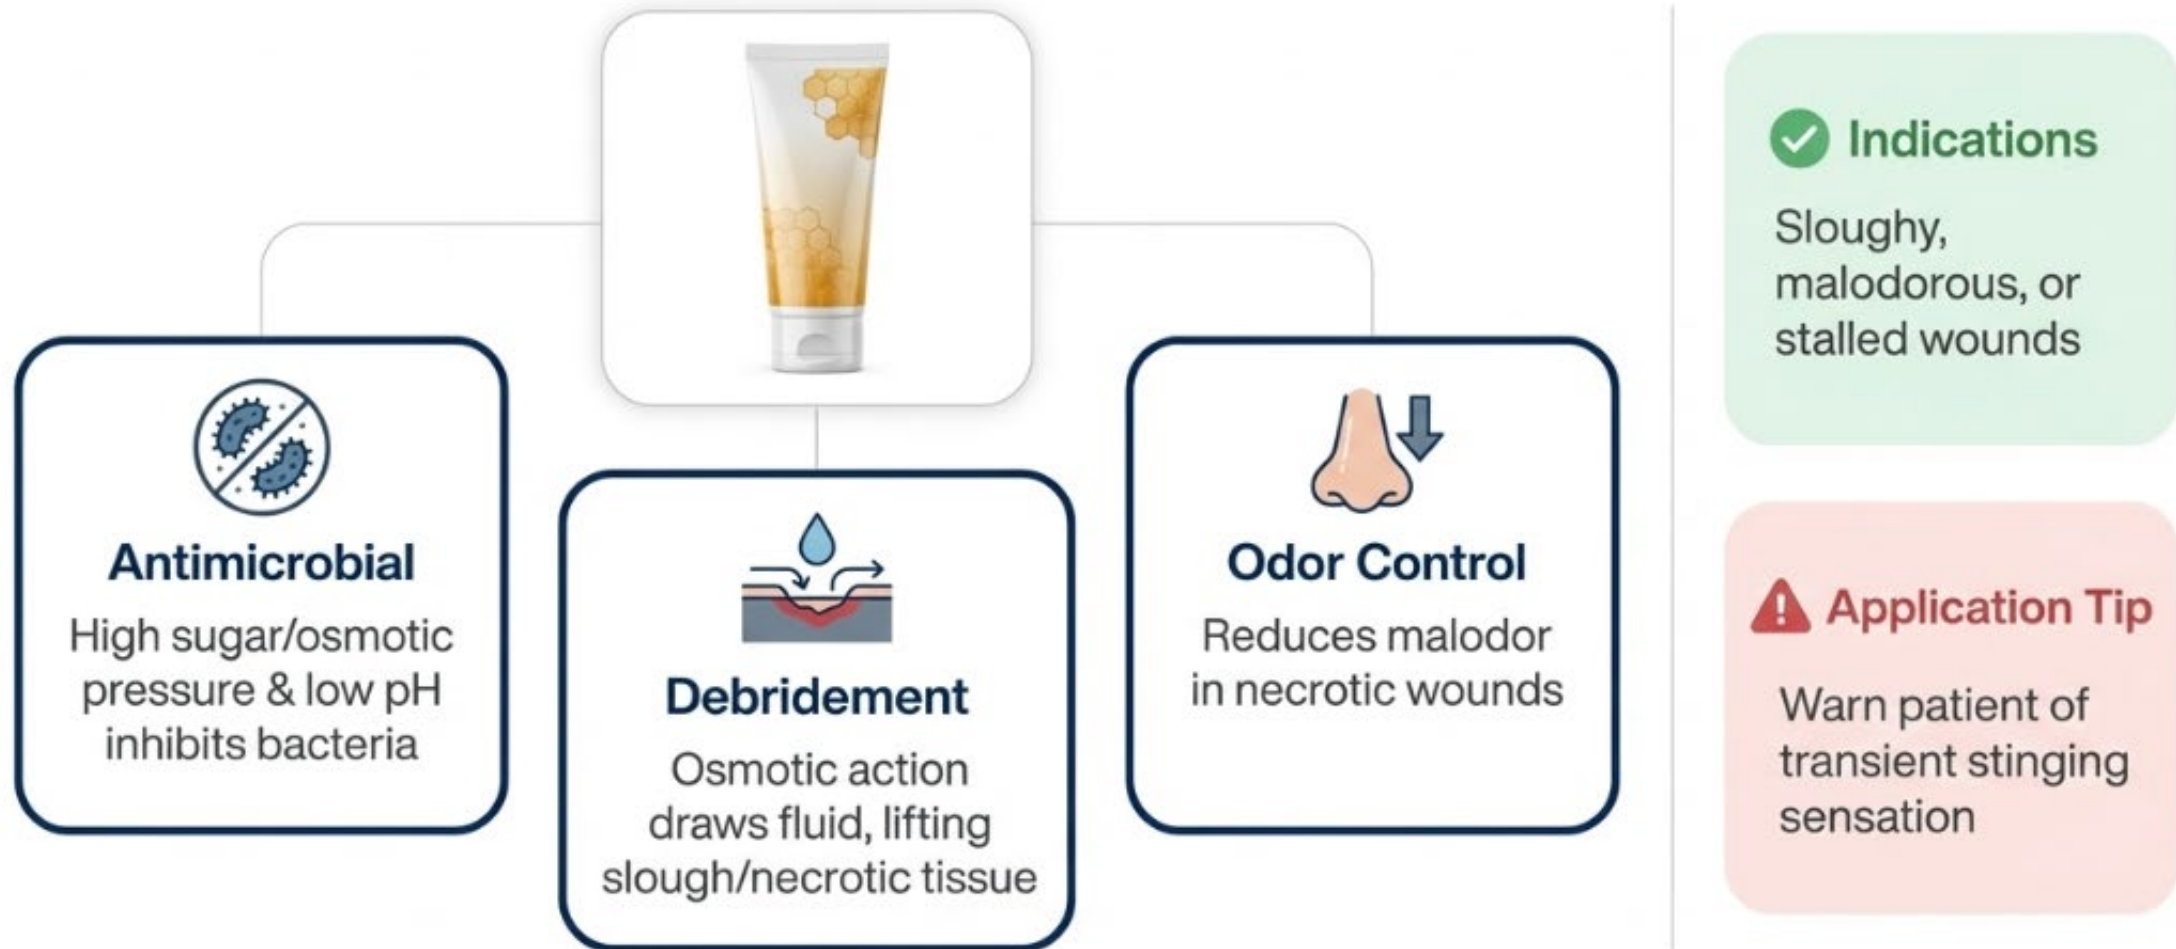 Antimicrobial
High sugar/osmotic
pressure & low pH
inhibits bacteria
Debridement
Osmotic action
draws fluid, lifting
slough/necrotic tissue
Odor Control
Reduces malodor
in necrotic wounds
Indications
Sloughy,
malodorous, or
stalled wounds
Application Tip
Warn patient of
transient stinging
sensation